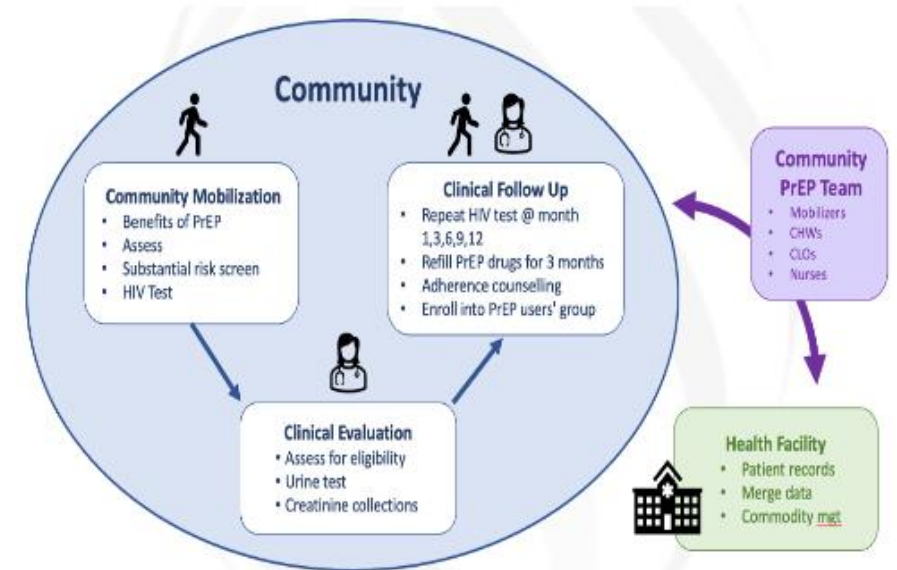 Community
Community Mobilization
• Benefits of PrEP
• Assess
• Substantial risk screen
• HIV Test
Clinical Follow Up
• Repeat HIV test @ month
1,3,6,9,12
• Refill PrEP drugs for 3 months
• Adherence counselling
• Enroll into PrEP users' group
Clinical Evaluation
• Assess for eligibility
• Urine test
• Creatinine collections
Community
PrEP Team
• Mobilizers
• CHWs
• CLOs
• Nurses
Health Facility
• Patient records
• Merge data
• Commodity mgt